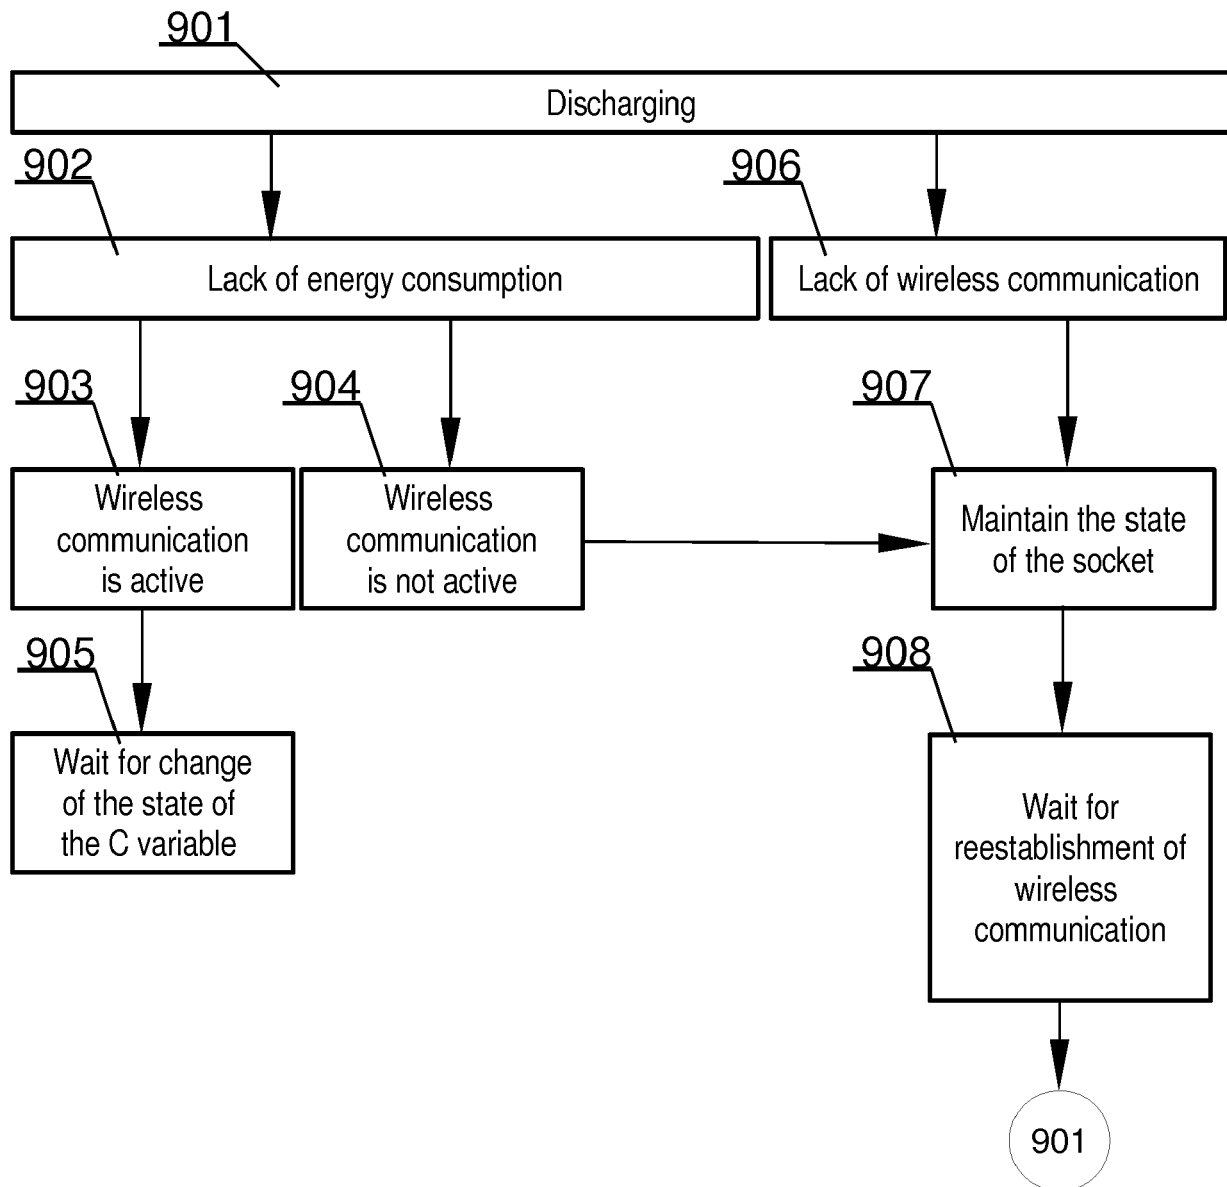 901
Discharging
902
906
Lack of energy consumption
Lack of wireless communication
903
904
907
Wireless
communication
is active
Wireless
communication
is not active
Maintain the state
of the socket
905
908
Wait for change
of the state of
the C variable
Wait for
reestablishment of
wireless
communication
901